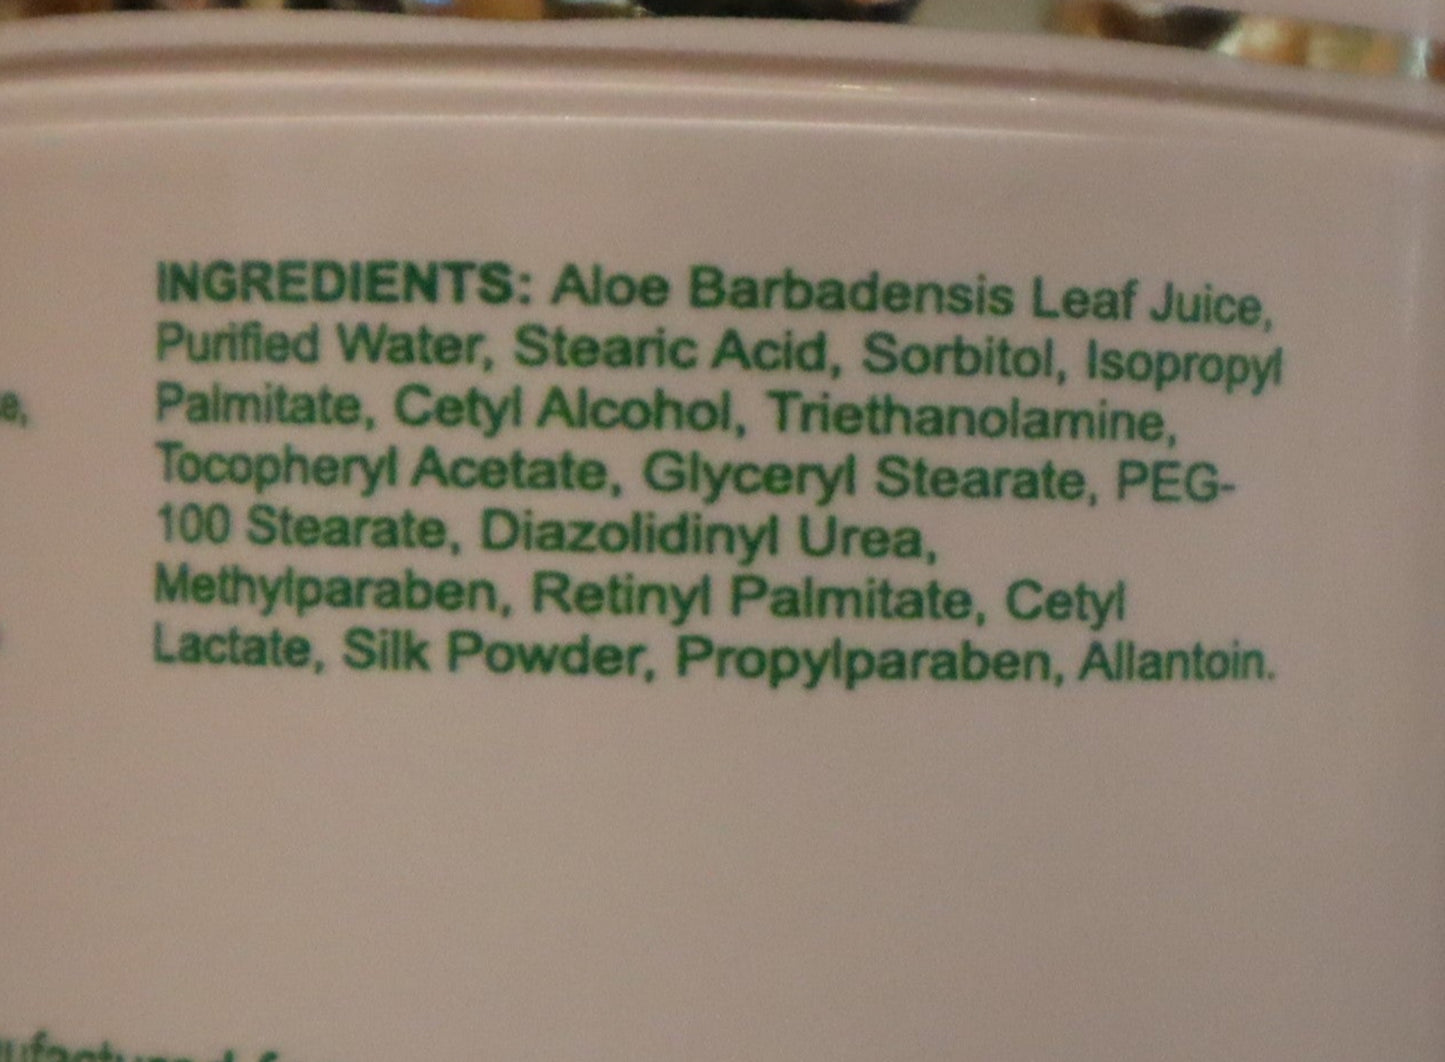 INGREDIENTS: Aloe Barbadensis Leaf Juice,
Purified Water, Stearic Acid, Sorbitol, Isopropyl
Palmitate, Cetyl Alcohol, Triethanolamine,
Tocopheryl Acetate, Glyceryl Stearate, PEG-
100 Stearate, Diazolidinyl Urea,
Methylparaben, Retinyl Palmitate, Cetyl
Lactate, Silk Powder, Propylparaben, Allantoin.